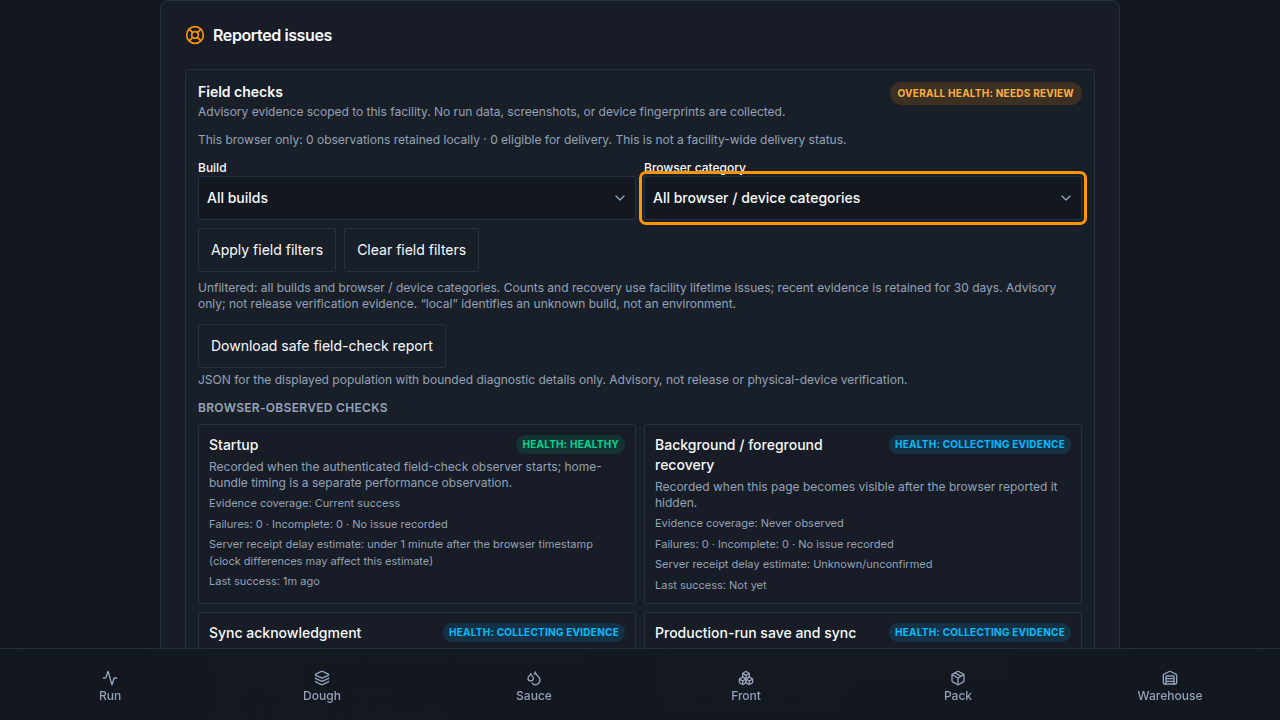 Reported issues
Field checks
OVERALL HEALTH: NEEDS REVIEW
Advisory evidence scoped to this facility. No run data, screenshots, or device fingerprints are collected.
This browser only: 0 observations retained locally · 0 eligible for delivery. This is not a facility-wide delivery status.
Build
Browser category
All builds
All browser / device categories
Apply field filters
Clear field filters
Unfiltered: all builds and browser / device categories. Counts and recovery use facility lifetime issues; recent evidence is retained for 30 days. Advisory
only; not release verification evidence. “local” identifies an unknown build, not an environment.
Download safe field-check report
JSON for the displayed population with bounded diagnostic details only. Advisory, not release or physical-device verification.
BROWSER-OBSERVED CHECKS
Startup
HEALTH: HEALTHY
Recorded when the authenticated field-check observer starts; home-
bundle timing is a separate performance observation.
Evidence coverage: Current success
Failures: 0 · Incomplete: 0 · No issue recorded
Server receipt delay estimate: under 1 minute after the browser timestamp
(clock differences may affect this estimate)
Last success: 1m ago
Background / foreground
recovery
HEALTH: COLLECTING EVIDENCE
Recorded when this page becomes visible after the browser reported it
hidden.
Evidence coverage: Never observed
Failures: 0 · Incomplete: 0 · No issue recorded
Server receipt delay estimate: Unknown/unconfirmed
Last success: Not yet
Sync acknowledgment
HEALTH: COLLECTING EVIDENCE
Production-run save and sync
HEALTH: COLLECTING EVIDENCE
Run
Dough
Sauce
Front
Pack
Warehouse